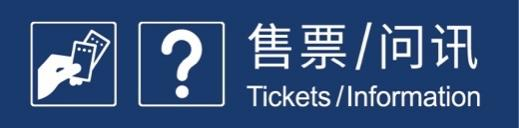 售票/问讯
Tickets/Information